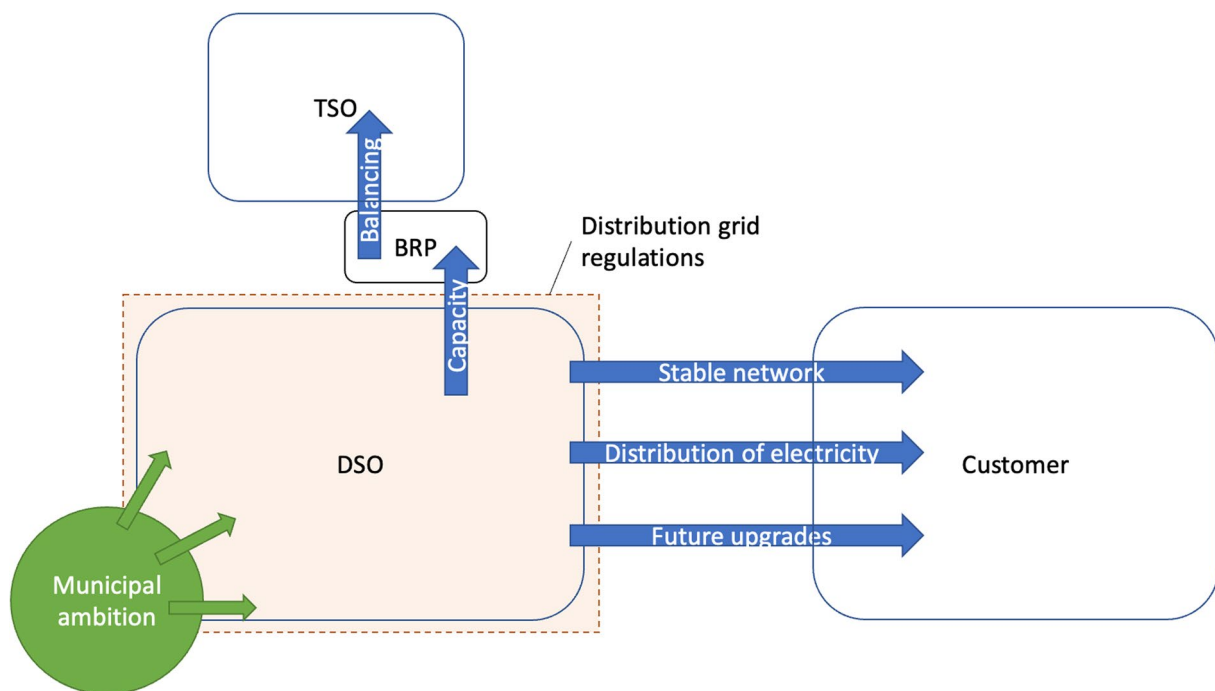 TSO
Balancing
BRP
Distribution grid
regulations
Capacity
Stable network
Distribution of electricity
DSO
Customer
Future upgrades
Municipal
ambition